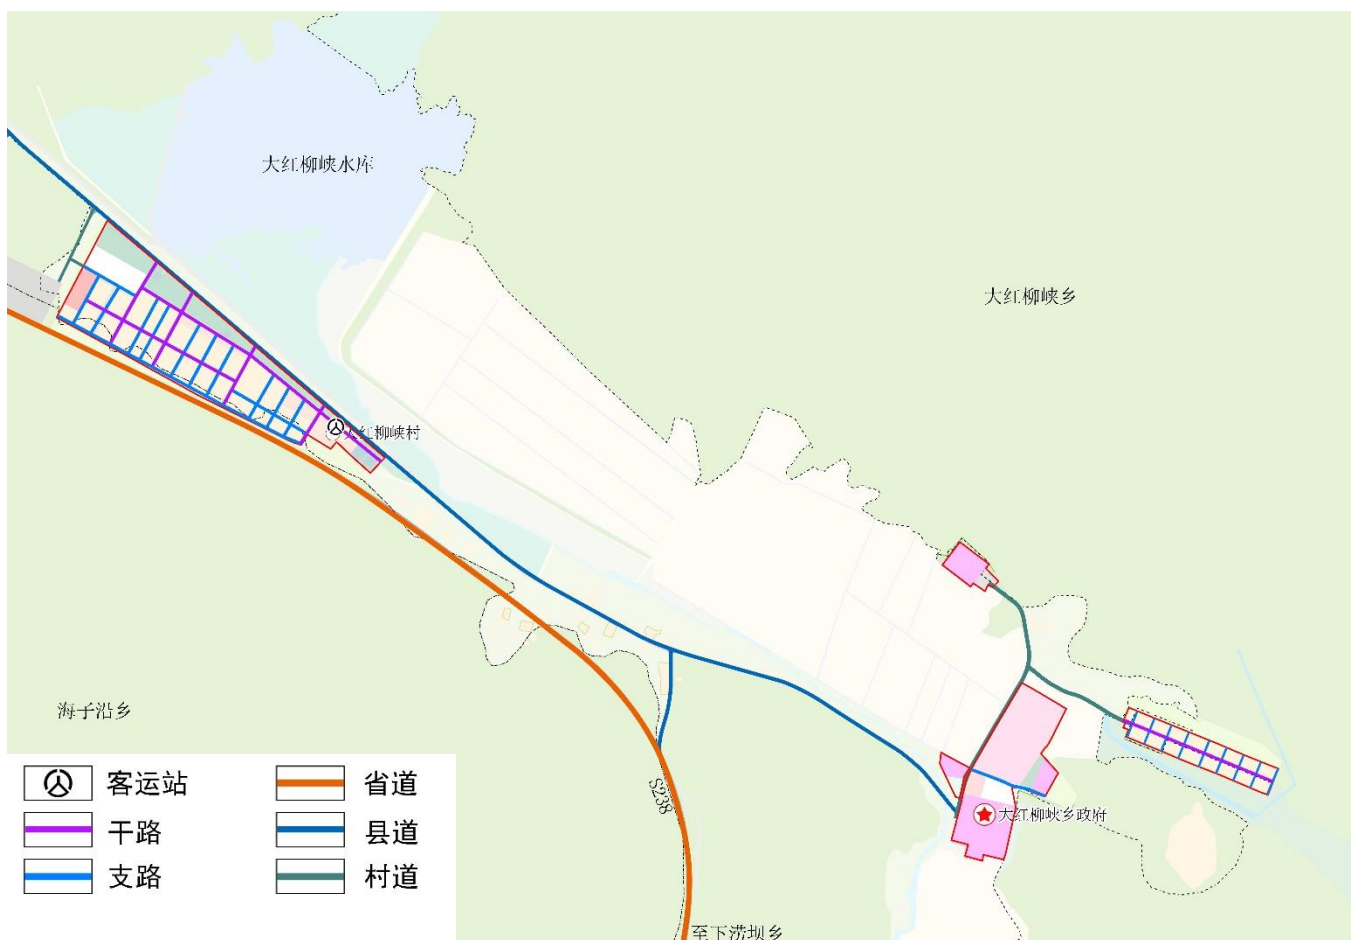 大红柳峡水库
大红柳峡乡
大红柳峡村
海子沿乡
S238
大红柳峡乡政府
至下涝坝乡
客运站
省道
干路
县道
支路
村道